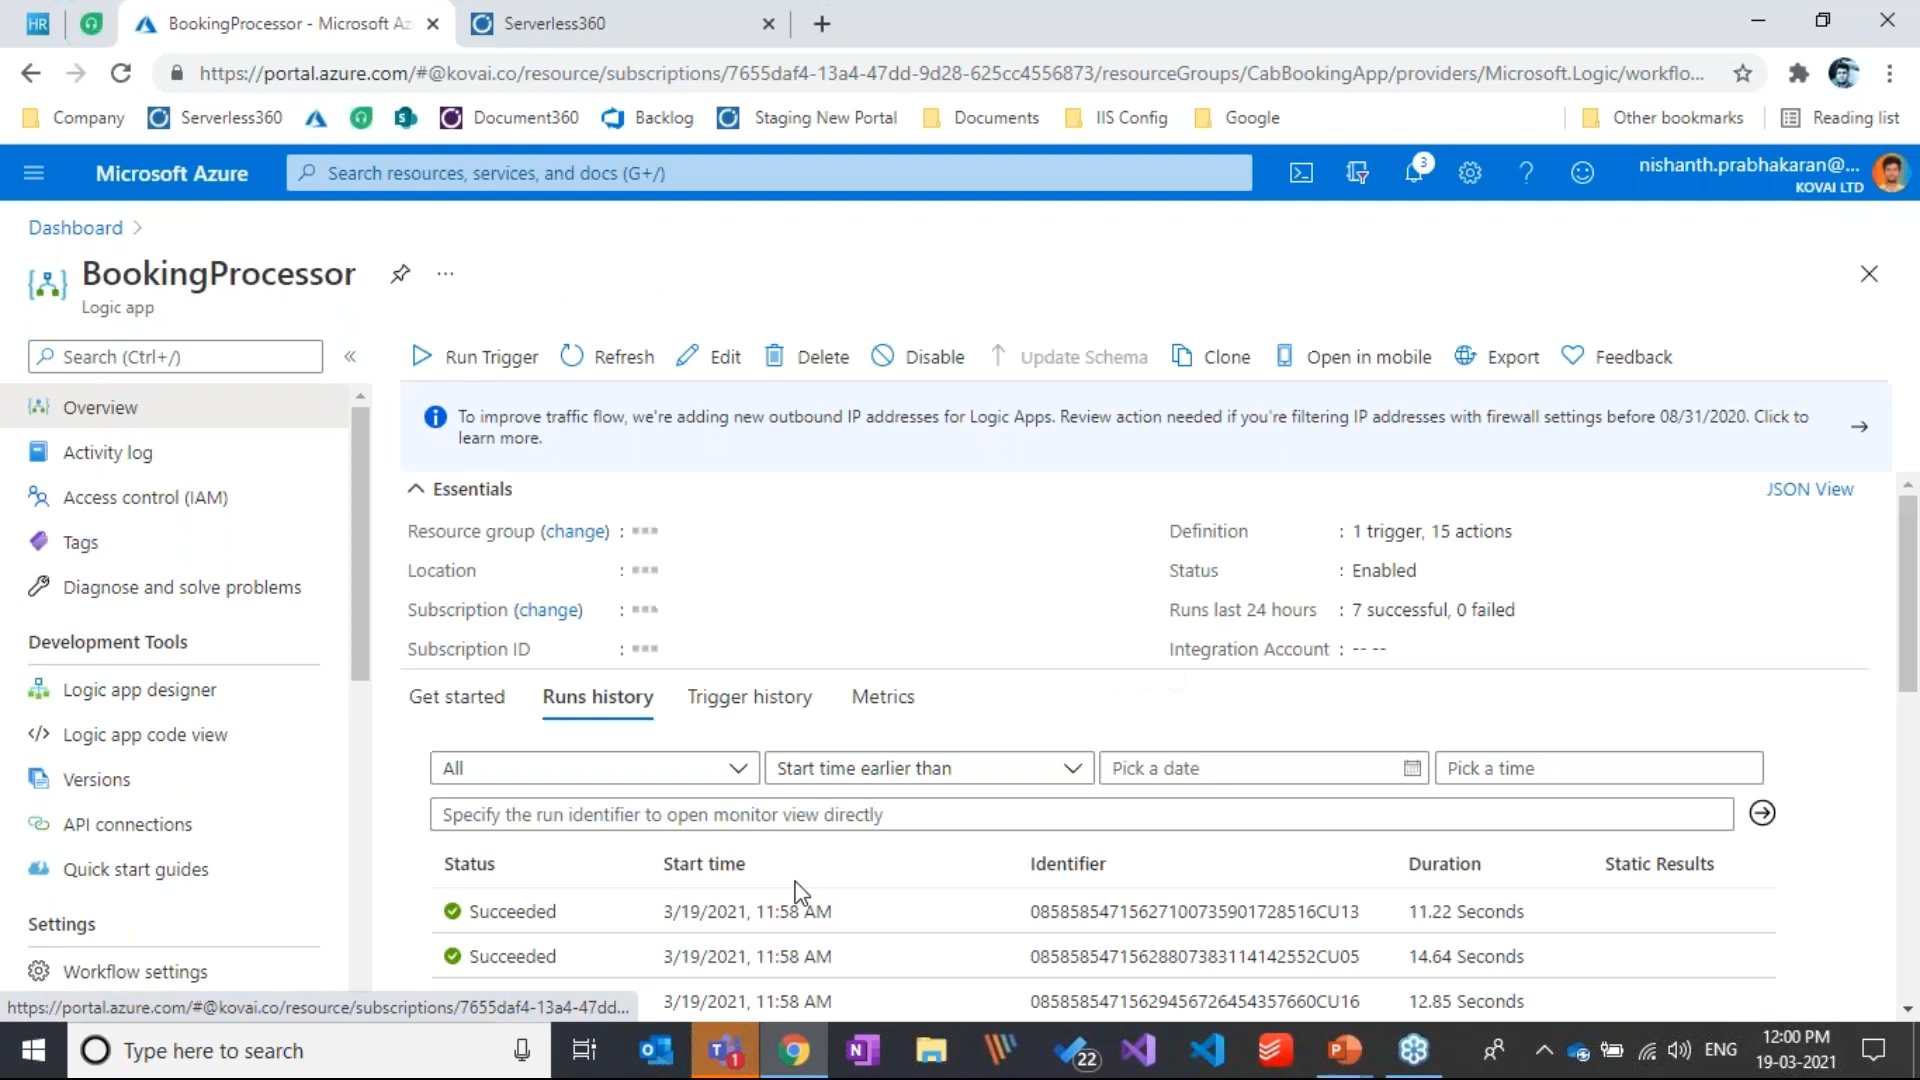 HR
BookingProcessor - Microsoft Az
Serverless360
https://portal.azure.com/#@kovai.co/resource/subscriptions/7655daf4-13a4-47dd-9d28-625cc4556873/resourceGroups/CabBookingApp/providers/Microsoft.Logic/workflo...
Company
Serverless360
Document360
Backlog
Staging New Portal
Documents
IIS Config
Google
Other bookmarks
Reading list
Microsoft Azure
Search resources, services, and docs (G+/)
3
nishanth.prabhakaran@...
KOVAI LTD
Dashboard
BookingProcessor
Logic app
Search (Ctrl+/)
Run Trigger
Refresh
Edit
Delete
Disable
Update Schema
Clone
Open in mobile
Export
Feedback
Overview
Activity log
Access control (IAM)
Tags
Diagnose and solve problems
Development Tools
Logic app designer
Logic app code view
Versions
API connections
Quick start guides
Settings
Workflow settings
To improve traffic flow, we're adding new outbound IP addresses for Logic Apps. Review action needed if you're filtering IP addresses with firewall settings before 08/31/2020. Click to
learn more.
Essentials
JSON View
Resource group (change) :
Location :
Subscription (change) :
Subscription ID :
Definition : 1 trigger, 15 actions
Status : Enabled
Runs last 24 hours : 7 successful, 0 failed
Integration Account : -- --
Get started
Runs history
Trigger history
Metrics
All
Start time earlier than
Pick a date
Pick a time
Specify the run identifier to open monitor view directly
Status Start time Identifier Duration Static Results
Succeeded 3/19/2021, 11:58 AM 08585854715627100735901728516CU13 11.22 Seconds
Succeeded 3/19/2021, 11:58 AM 08585854715628807383114142552CU05 14.64 Seconds
3/19/2021, 11:58 AM 08585854715629456726454357660CU16 12.85 Seconds
https://portal.azure.com/#@kovai.co/resource/subscriptions/7655daf4-13a4-47dd...
Type here to search
1
22
ENG
12:00 PM
19-03-2021